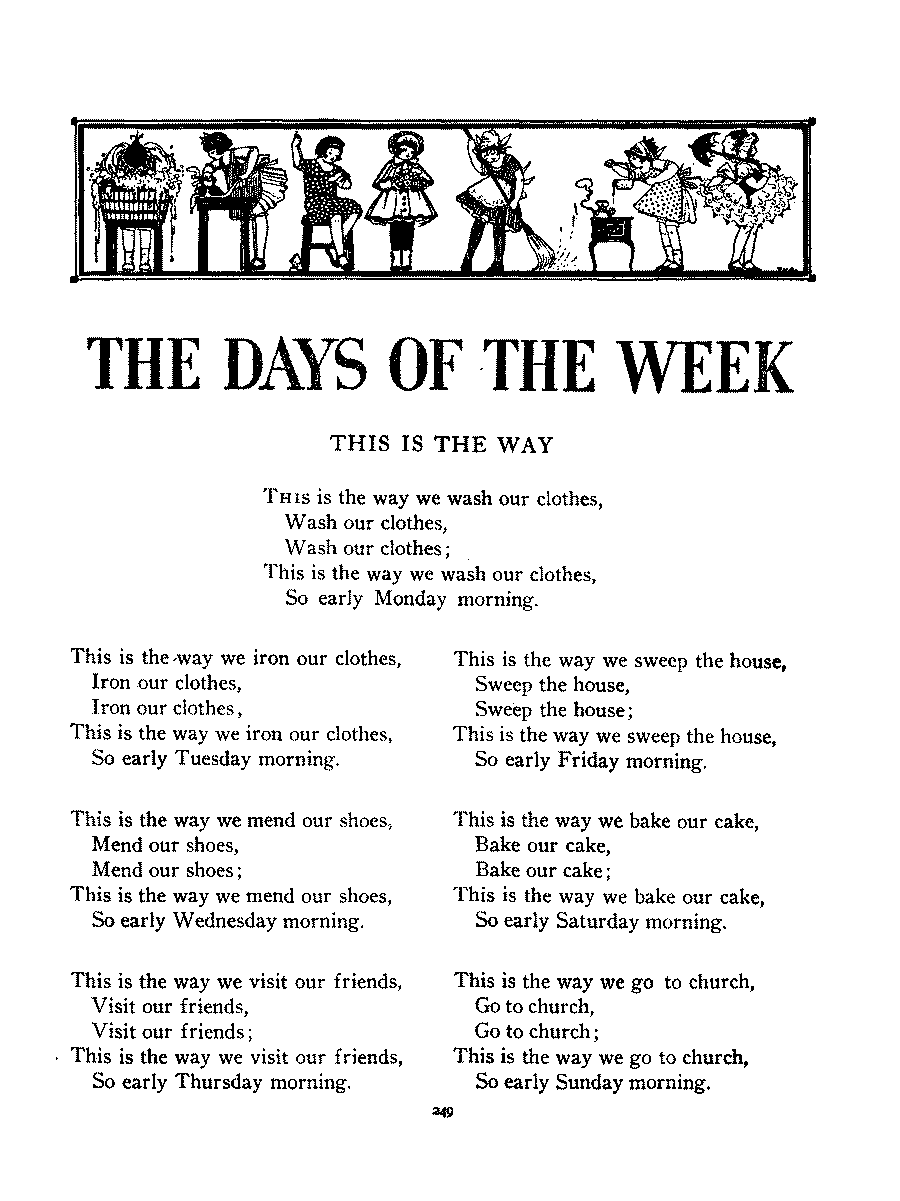 THE DAYS OF THE WEEK
THIS IS THE WAY
THIS is the way we wash our clothes,
Wash our clothes,
Wash our clothes;
This is the way we wash our clothes,
So early Monday morning.
This is the way we iron our clothes,
Iron our clothes,
Iron our clothes,
This is the way we iron our clothes,
So early Tuesday morning.
This is the way we mend our shoes,
Mend our shoes,
Mend our shoes;
This is the way we mend our shoes,
So early Wednesday morning.
This is the way we visit our friends,
Visit our friends,
Visit our friends;
This is the way we visit our friends,
So early Thursday morning.
This is the way we sweep the house,
Sweep the house,
Sweep the house;
This is the way we sweep the house,
So early Friday morning.
This is the way we bake our cake,
Bake our cake,
Bake our cake;
This is the way we bake our cake,
So early Saturday morning.
This is the way we go to church,
Go to church,
Go to church;
This is the way we go to church,
So early Sunday morning.
249